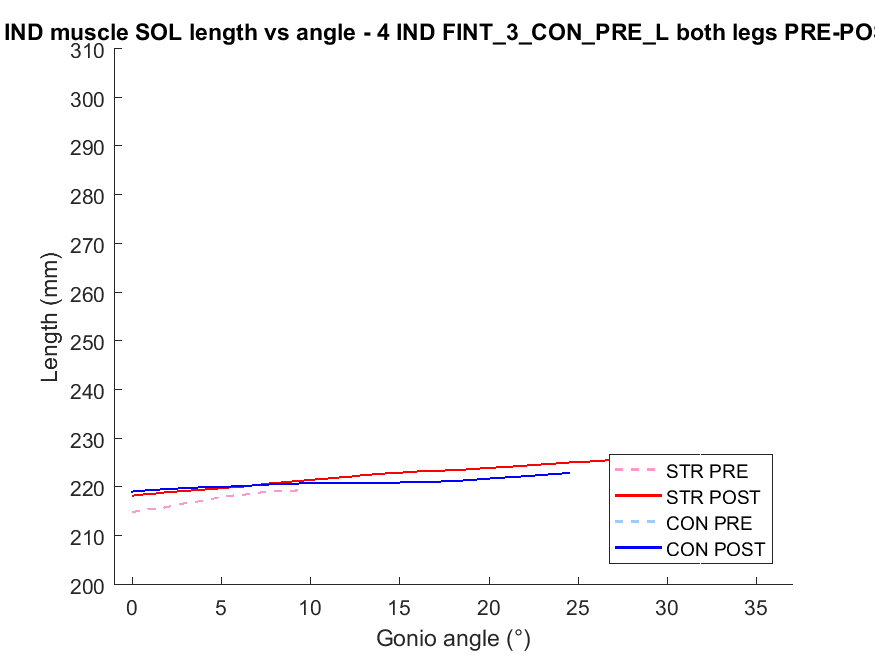 IND muscle SOL length vs angle - 4 IND FINT_3_CON_PRE_L both legs PRE-POS
310
300
290
280
270
260
250
240
230
220
210
200
Length (mm)
STR PRE
STR POST
CON PRE
CON POST
0 5 10 15 20 25 30 35
Gonio angle (°)